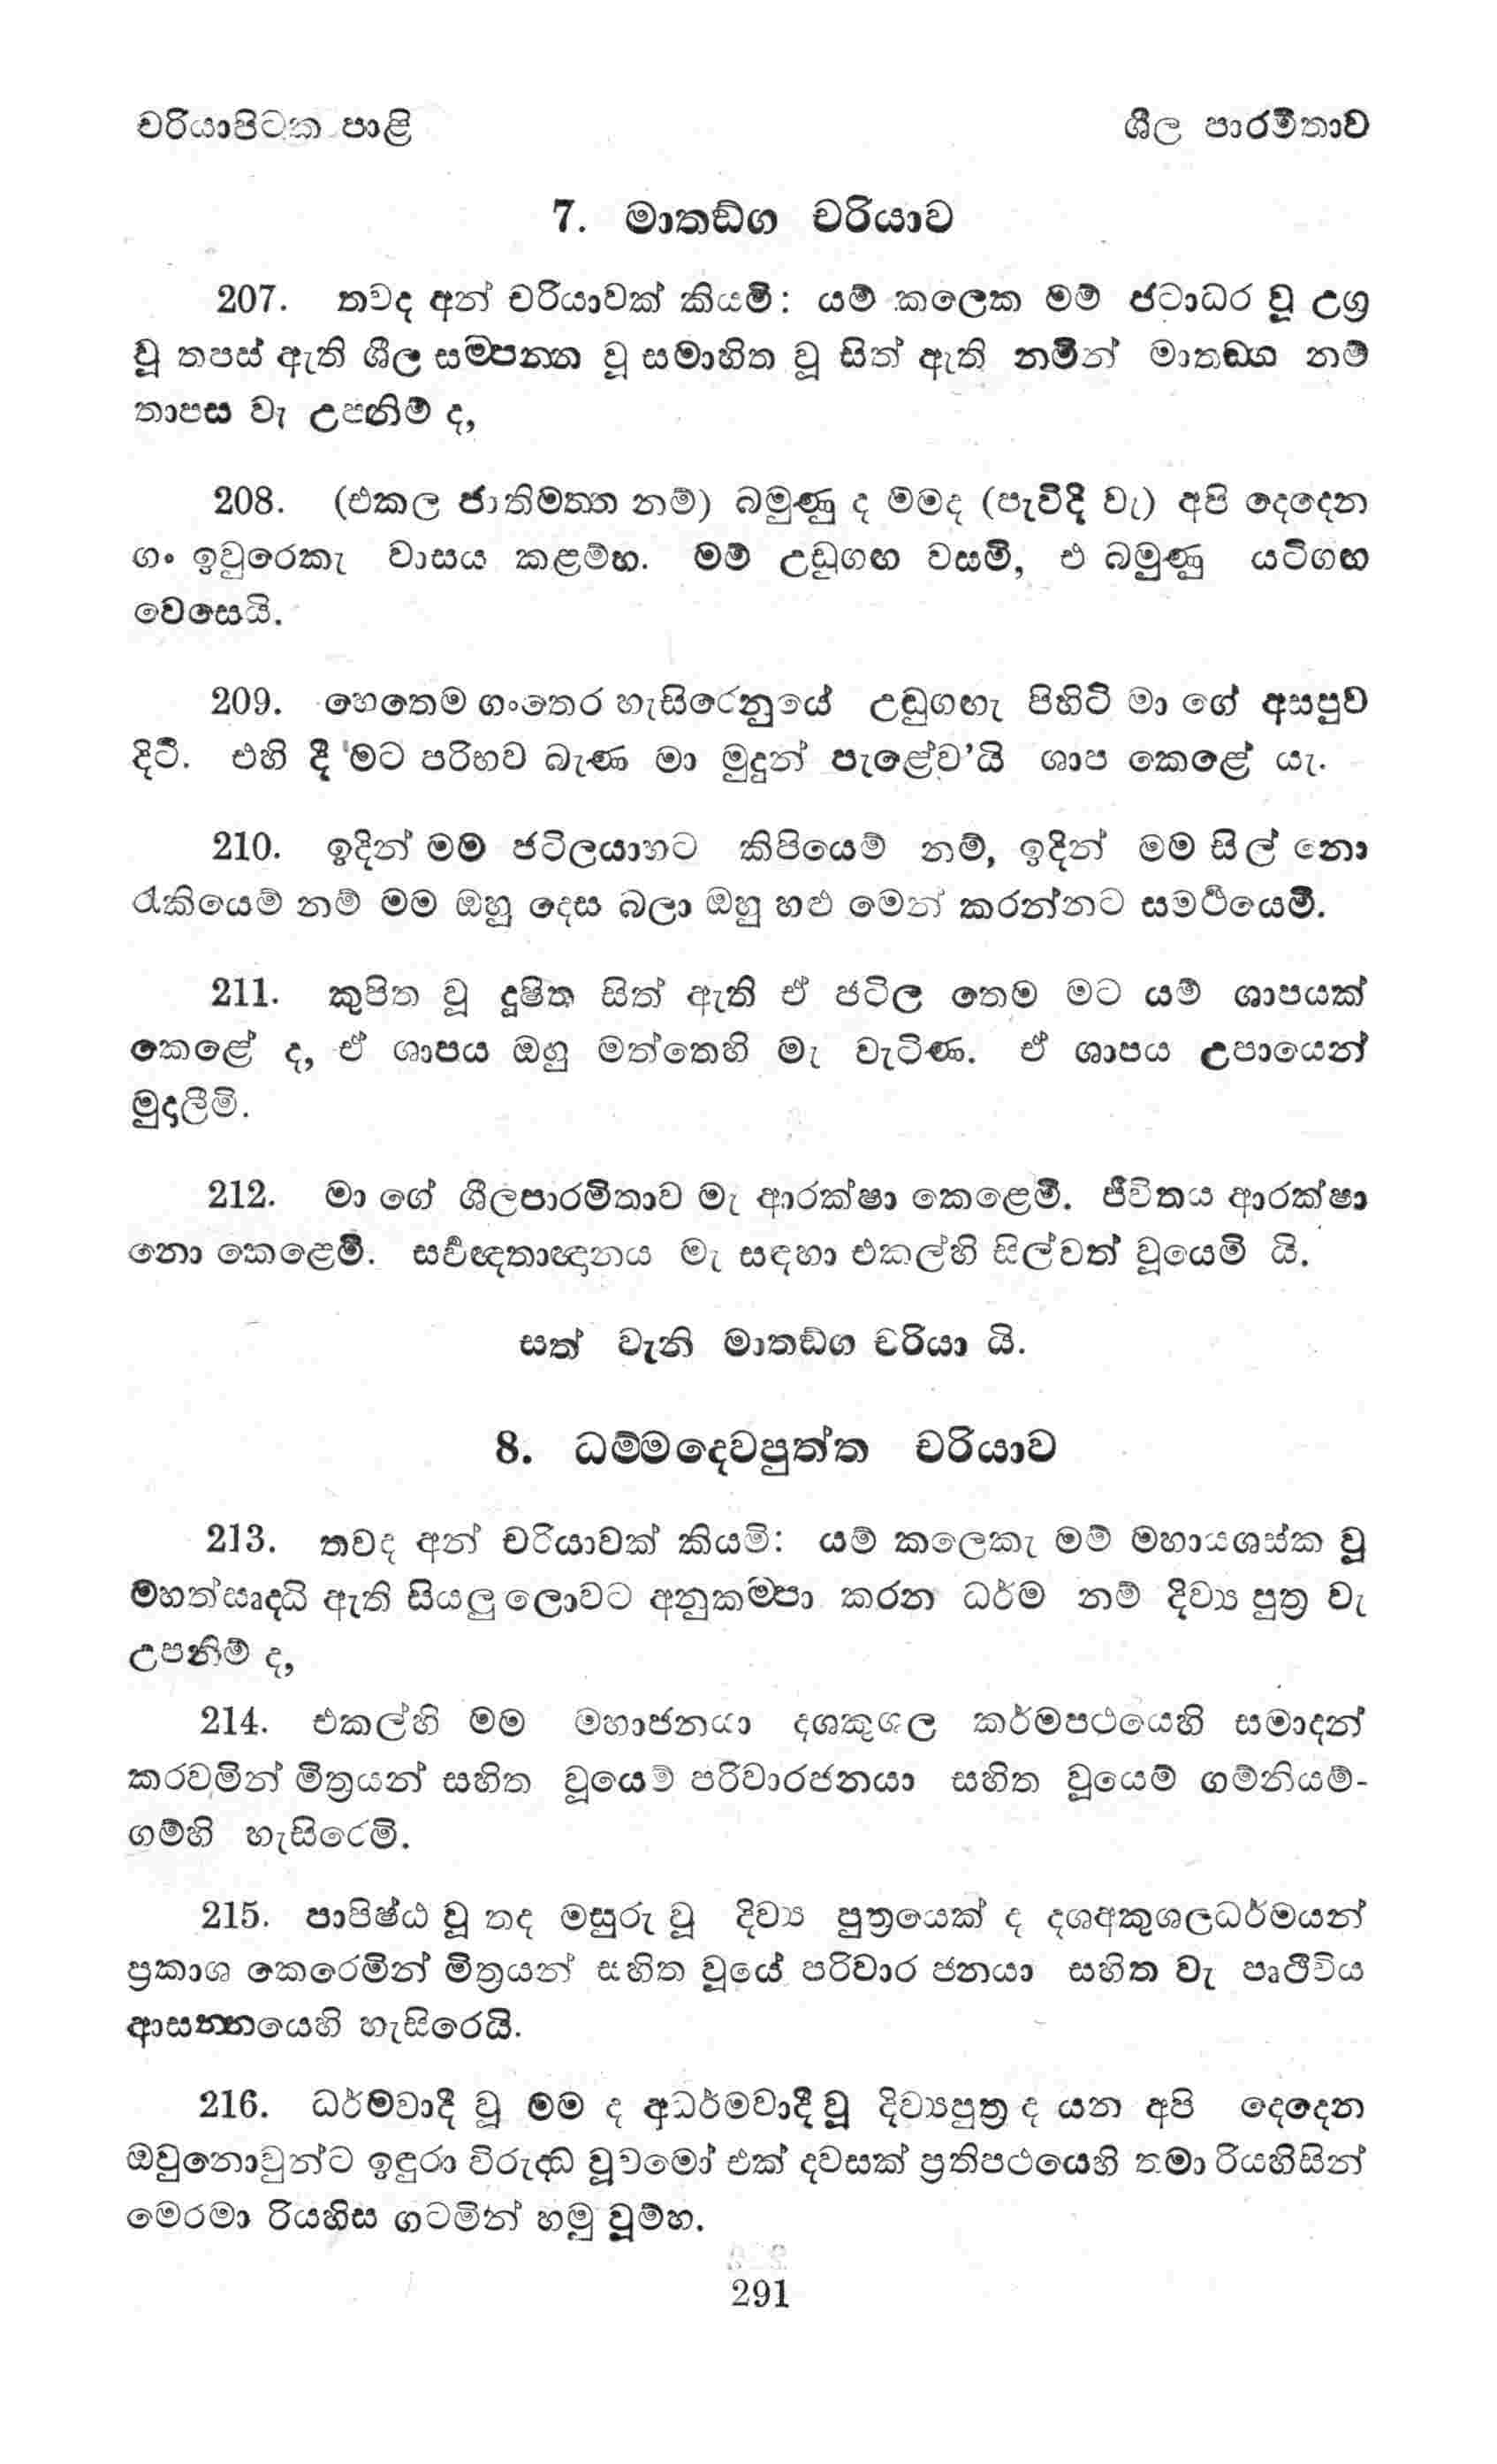 චරියාපිටක පාළි ශීල පාරමිතාව
7. මාතඞ්ග චරියාව
207. තවද අන් චරියාවක් කියමි: යම් කලෙක මම් ජටාධර වූ උග්‍ර
වූ තපස් ඇති ශීල සම්පන්න වූ සමාහිත වූ සිත් ඇති නමින් මාතඞ්ග නම්
තාපස වැ උපනිම් ද,
208. (එකල ජාතිමන්ත නම්) බමුණු ද මමද (පැවිදි වැ) අපි දෙදෙන
ගං ඉවුරෙකැ වාසය කළම්හ. මම් උඩුගඟ වසමි, එ බමුණු යටිගඟ
වෙසෙයි.
209. හෙතෙම ගංතෙර හැසිරෙනුයේ උඩුගඟැ පිහිටි මා ගේ අසපුව
දිටී. එහි දී 'මට පරිභව බැණ මා මුදුන් පැළේව'යි ශාප කෙළේ යැ.
210. ඉදින් මම ජටිලයාහට කිපියෙම් නම්, ඉදින් මම සිල් නො
රැකියෙම් නම් මම ඔහු දෙස බලා ඔහු හළු මෙන් කරන්නට සමර්‍ථයෙමි.
211. කුපිත වූ දූෂිත සිත් ඇති ඒ ජටිල තෙම මට යම් ශාපයක්
කෙළේ ද, ඒ ශාපය ඔහු මත්තෙහි මැ වැටිණ. ඒ ශාපය උපායෙන්
මුදාලීමි.
212. මා ගේ ශීලපාරමිතාව මැ ආරක්ෂා කෙළෙමි. ජීවිතය ආරක්ෂා
නො කෙළෙමි. සර්‍වඥතාඥානය මැ සඳහා එකල්හි සිල්වත් වූයෙමි යි.
සත් වැනි මාතඞ්ග චරියා යි.
8. ධම්මදෙවපුත්ත චරියාව
213. තවද අන් චරියාවක් කියමි: යම් කලෙකැ මම් මහායශස්ක වූ
මහත්සෘද්ධි ඇති සියලු ලොවට අනුකම්පා කරන ධර්ම නම් දිව්‍ය පුත්‍ර වැ
උපනිම් ද,
214. එකල්හි මම මහාජනයා දශකුශල කර්මපථයෙහි සමාදන්
කරවමින් මිත්‍රයන් සහිත වූයෙම් පරිවාරජනයා සහිත වූයෙම් ගම්නියම්-
ගම්හි හැසිරෙමි.
215. පාපිෂ්ඨ වූ තද මසුරු වූ දිව්‍ය පුත්‍රයෙක් ද දශඅකුශලධර්මයන්
ප්‍රකාශ කෙරෙමින් මිත්‍රයන් සහිත වූයේ පරිවාර ජනයා සහිත වැ පෘථිවිය
ආසන්නයෙහි හැසිරෙයි.
216. ධර්මවාදී වූ මම ද අධර්මවාදී වූ දිව්‍යපුත්‍ර ද යන අපි දෙදෙන
ඔවුනොවුන්ට ඉඳුරා විරුද්ධ වූවමෝ එක් දවසක් ප්‍රතිපථයෙහි තමා රියහිසින්
මෙරමා රියහිස ගටමින් හමු වූම්හ.
291